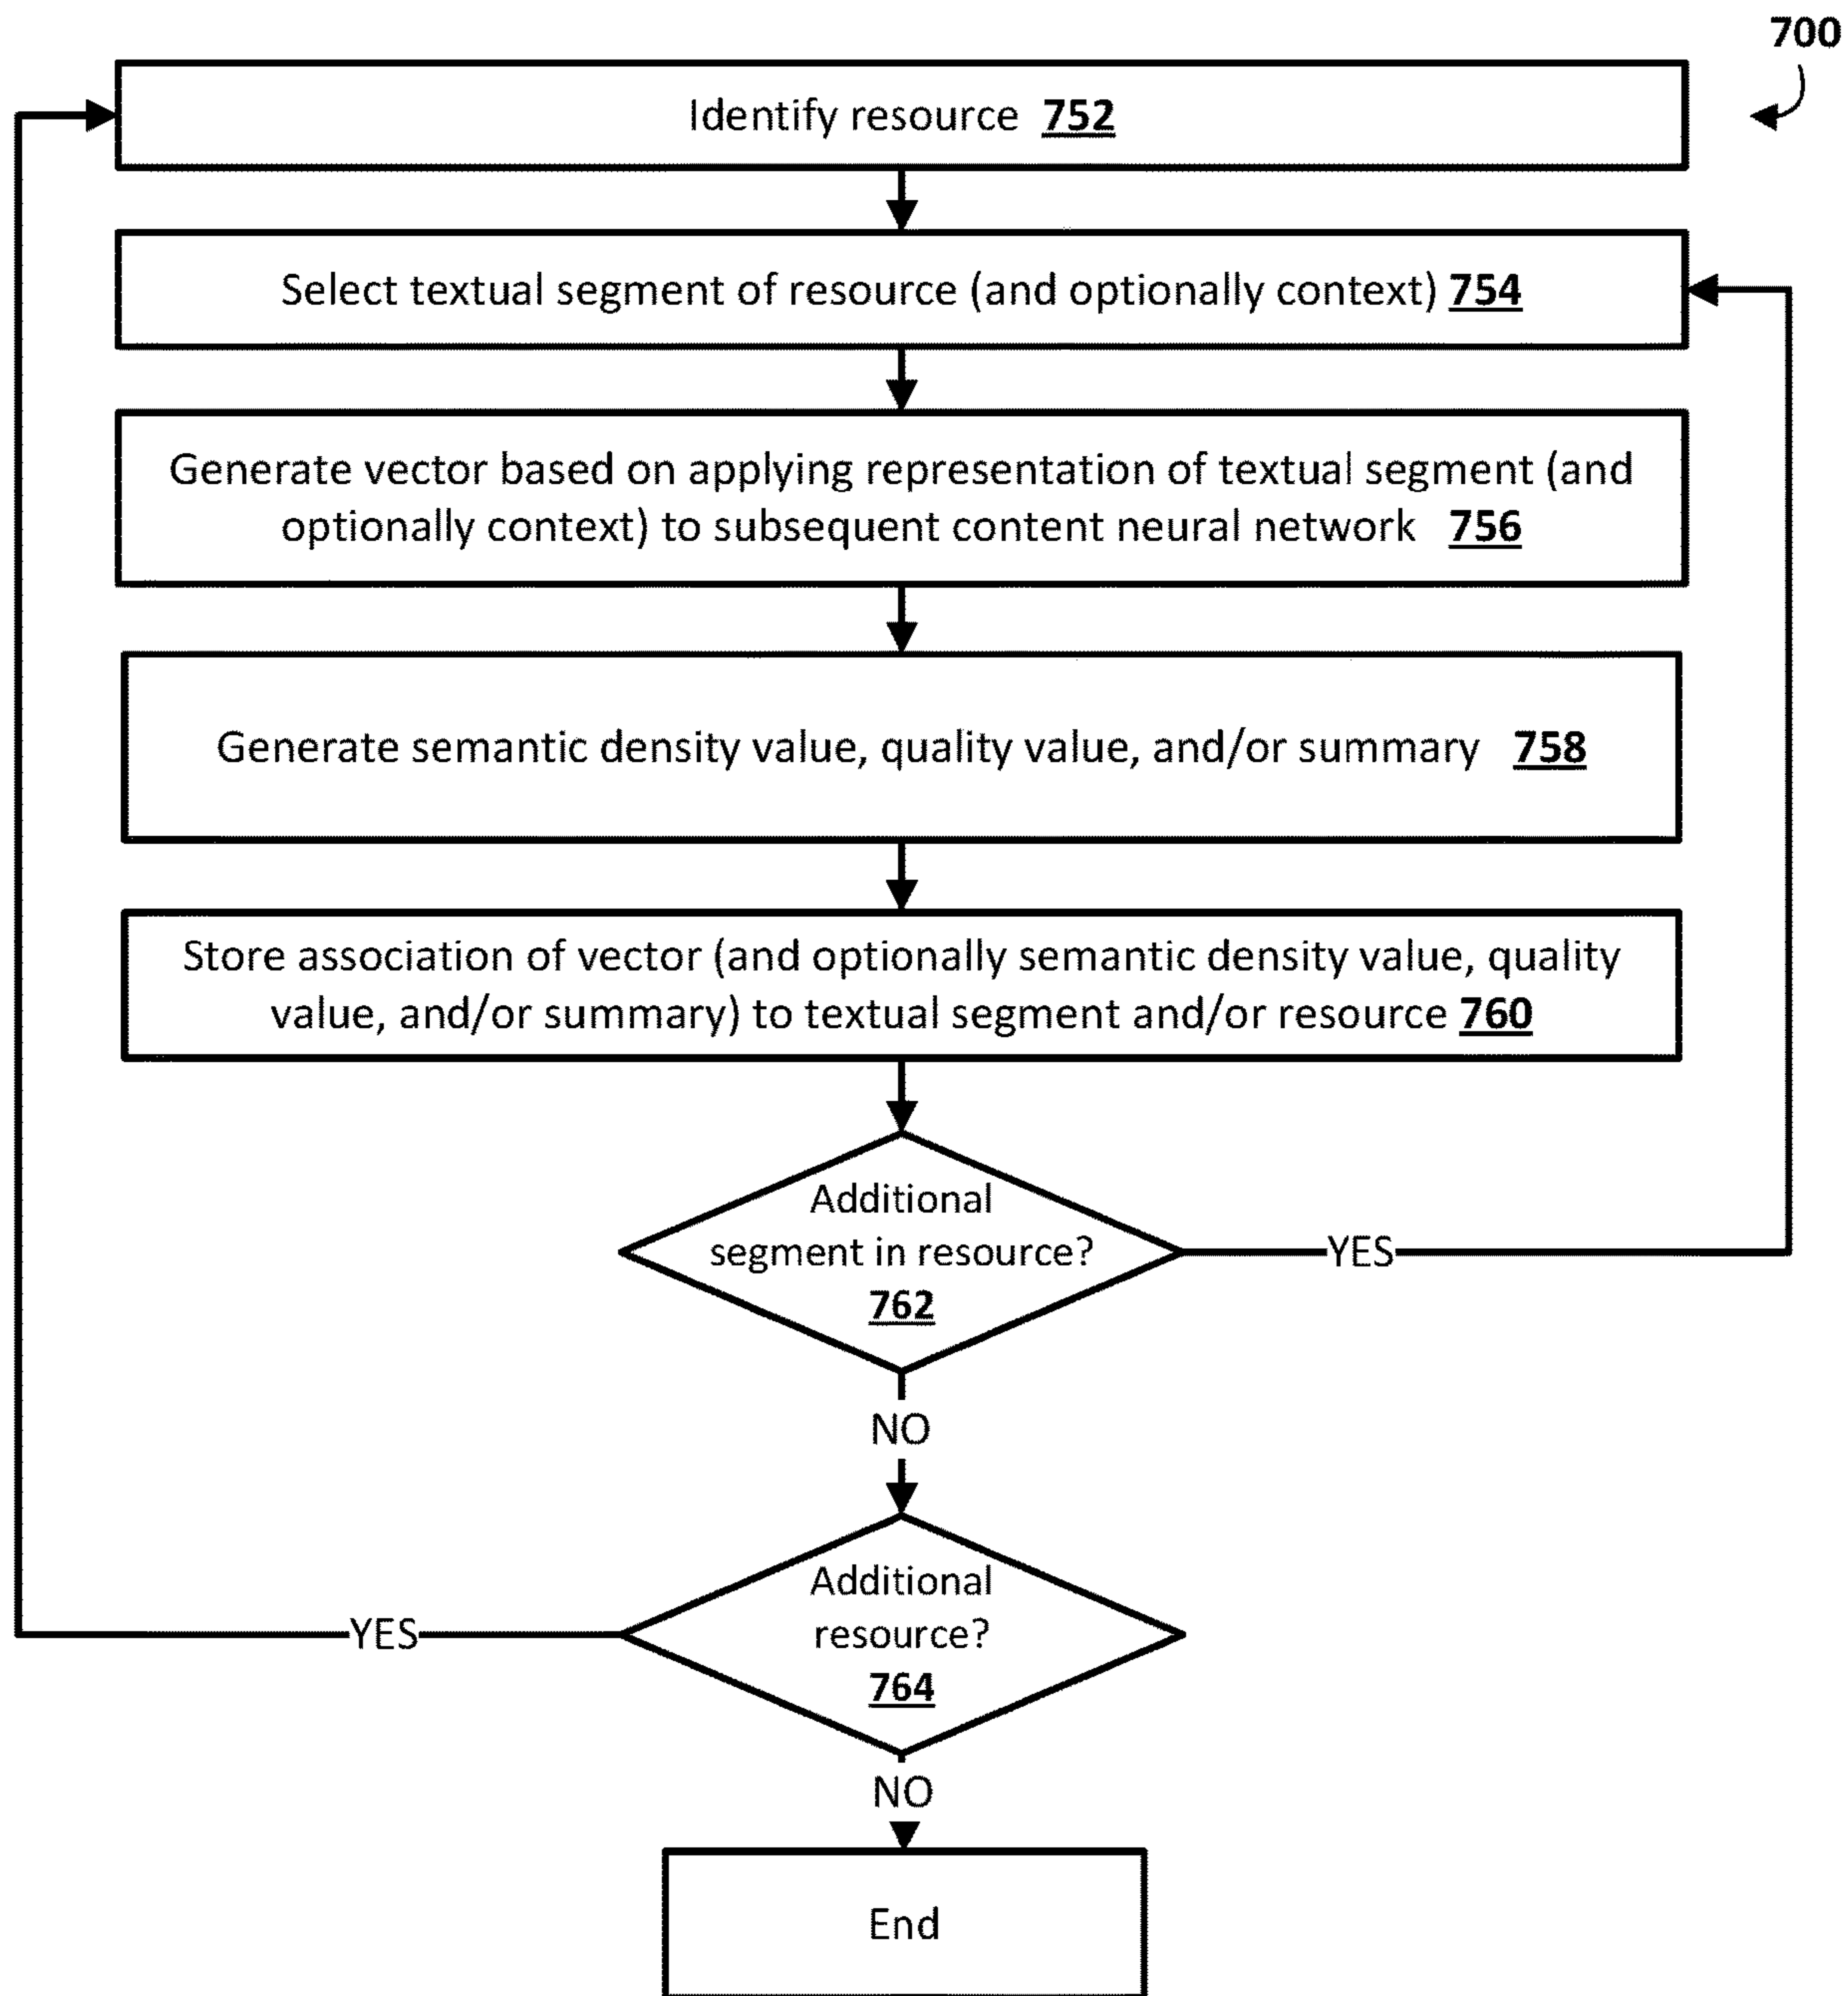 700
Identify resource 752
Select textual segment of resource (and optionally context) 754
Generate vector based on applying representation of textual segment (and
optionally context) to subsequent content neural network 756
Generate semantic density value, quality value, and/or summary 758
Store association of vector (and optionally semantic density value, quality
value, and/or summary) to textual segment and/or resource 760
Additional
segment in resource?
762
YES
NO
Additional
resource?
764
YES
NO
End